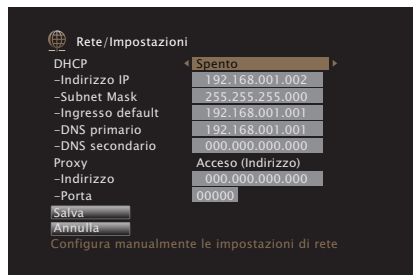 Rete/Impostazioni
DHCP Spento
–Indirizzo IP 192.168.001.002
–Subnet Mask 255.255.255.000
–Ingresso default 192.168.001.001
–DNS primario 192.168.001.001
–DNS secondario 000.000.000.000
Proxy Acceso (Indirizzo)
–Indirizzo 000.000.000.000
–Porta 00000
Salva
Annulla
Configura manualmente le impostazioni di rete